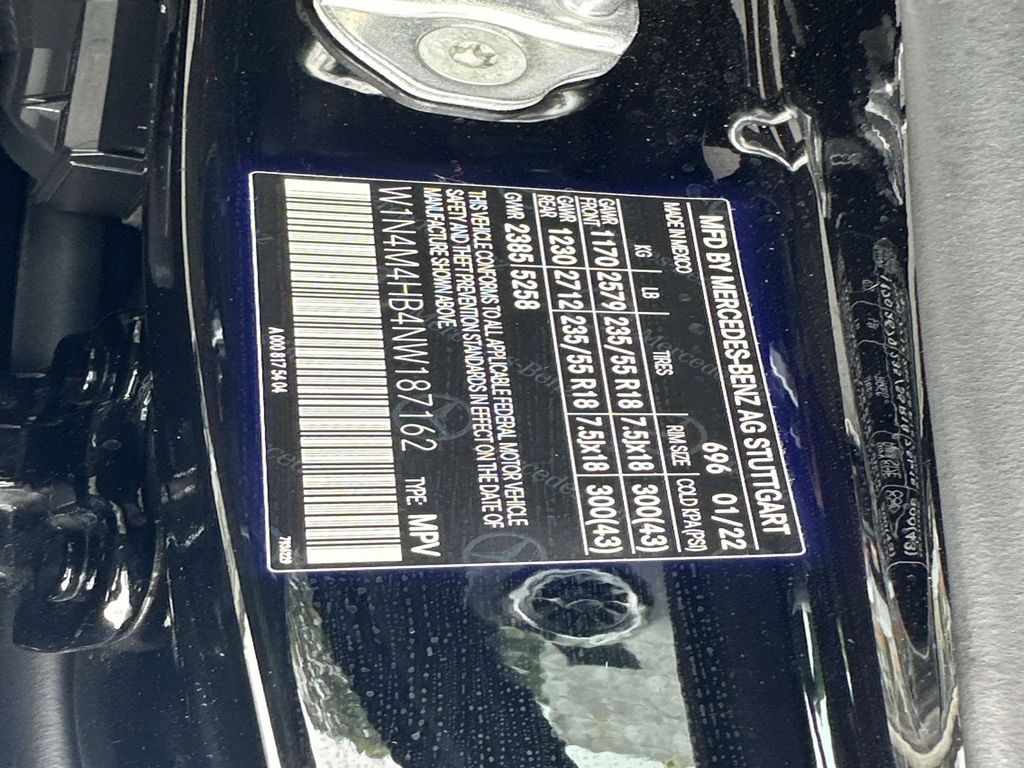 MFD BY MERCEDES-BENZ AG STUTTGART
MADE IN MEXICO 696 01/22
KG LB TIRES RIM SIZE COLD KPA(PSI)
GAWR FRONT 1170 2579 235/55 R18 7.5Jx18 300(43)
GAWR REAR 1230 2712 235/55 R18 7.5Jx18 300(43)
GVWR 2385 5258
THIS VEHICLE CONFORMS TO ALL APPLICABLE FEDERAL MOTOR VEHICLE
SAFETY AND THEFT PREVENTION STANDARDS IN EFFECT ON THE DATE OF
MANUFACTURE SHOWN ABOVE.
W1N4M4HB4NW187162 TYPE: MPV
A 000 817 54 04